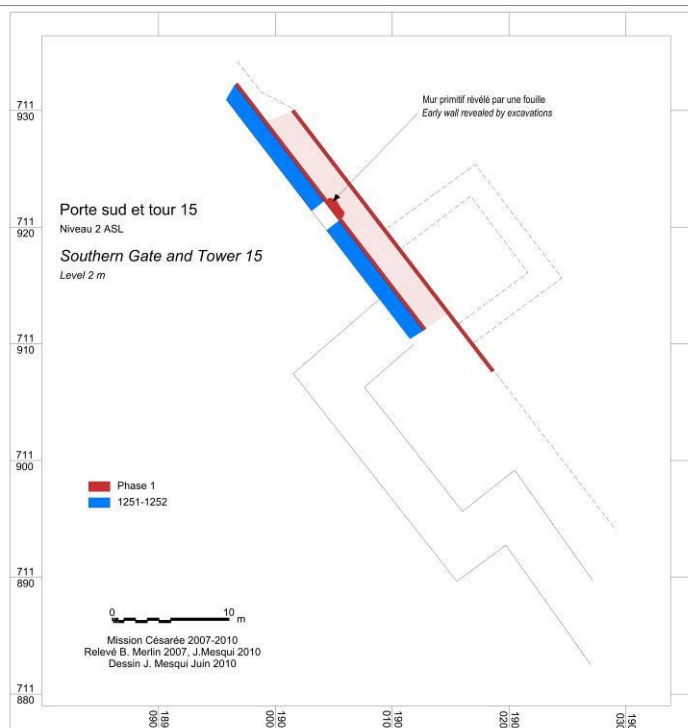 711
930
Mur primitif révélé par une fouille
Early wall revealed by excavations
Porte sud et tour 15
Niveau 2 ASL
Southern Gate and Tower 15
Level 2 m
711
920
711
910
711
900
Phase 1
1251-1252
711
890
0 10
m
Mission Césarée 2007-2010
Relevé B. Merlin 2007, J.Mesqui 2010
Dessin J. Mesqui Juin 2010
711
880
189
990
190
000
190
010
190
020
190
030